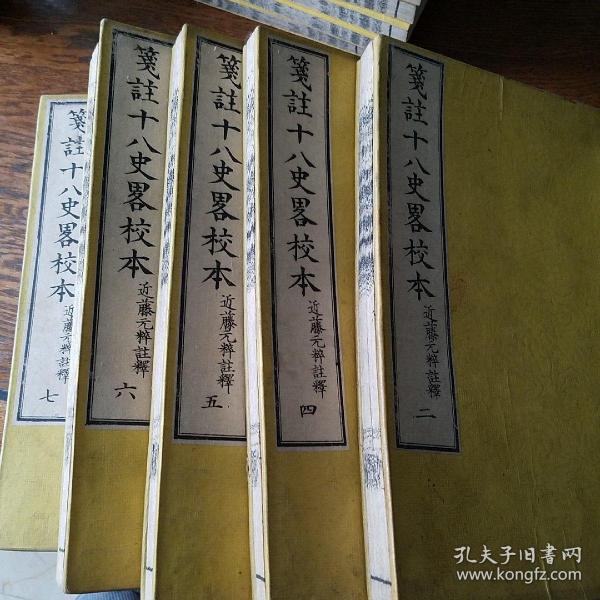 箋註十八史畧校本 近藤元粹註釋 二
箋註十八史畧校本 近藤元粹註釋 四
箋註十八史畧校本 近藤元粹註釋 五
箋註十八史畧校本 近藤元粹註釋 六
箋註十八史畧校本 近藤元粹註釋 七
孔夫子旧书网
www.kongfz.com